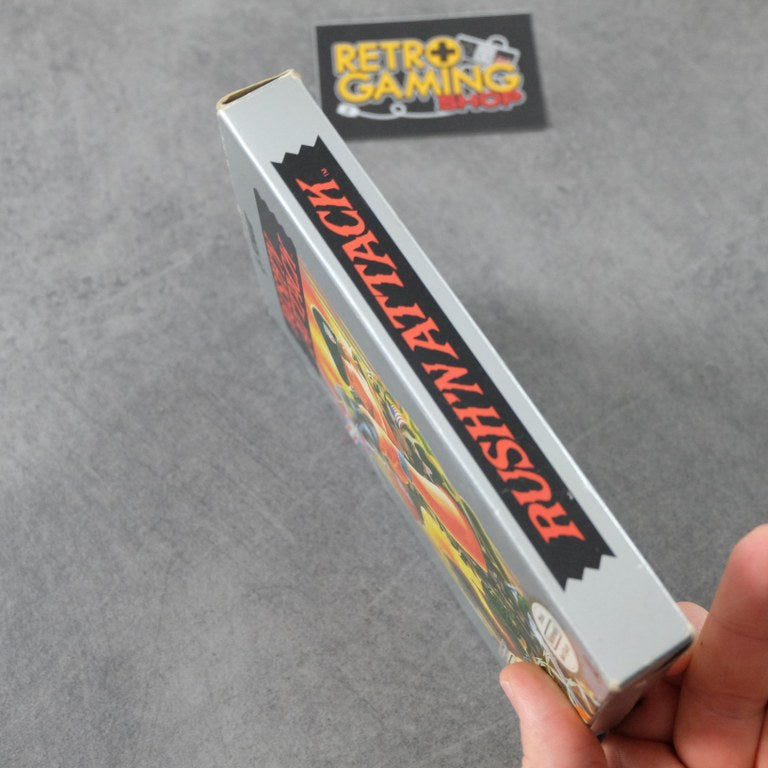 RETRO
GAMING
SHOP
RUSH'N ATTACK™